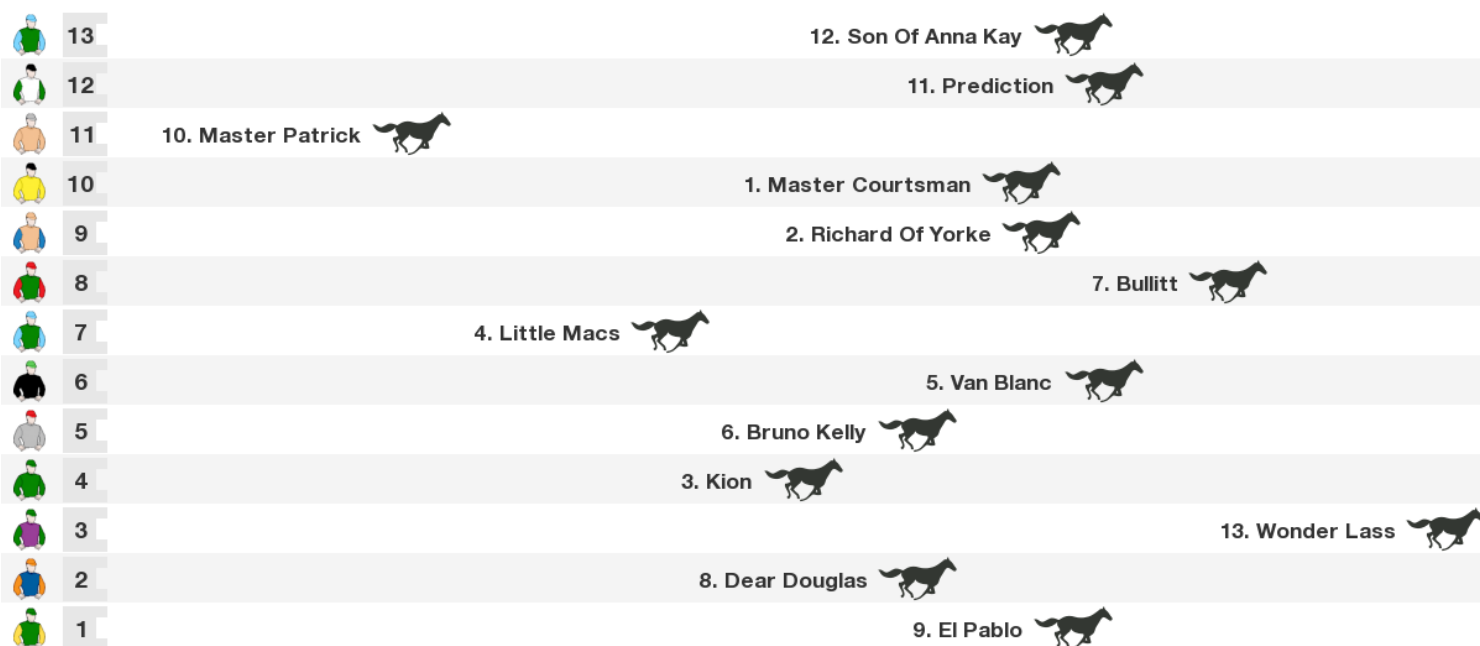 13 12. Son Of Anna Kay
12 11. Prediction
11 10. Master Patrick
10 1. Master Courtsman
9 2. Richard Of Yorke
8 7. Bullitt
7 4. Little Macs
6 5. Van Blanc
5 6. Bruno Kelly
4 3. Kion
3 13. Wonder Lass
2 8. Dear Douglas
1 9. El Pablo